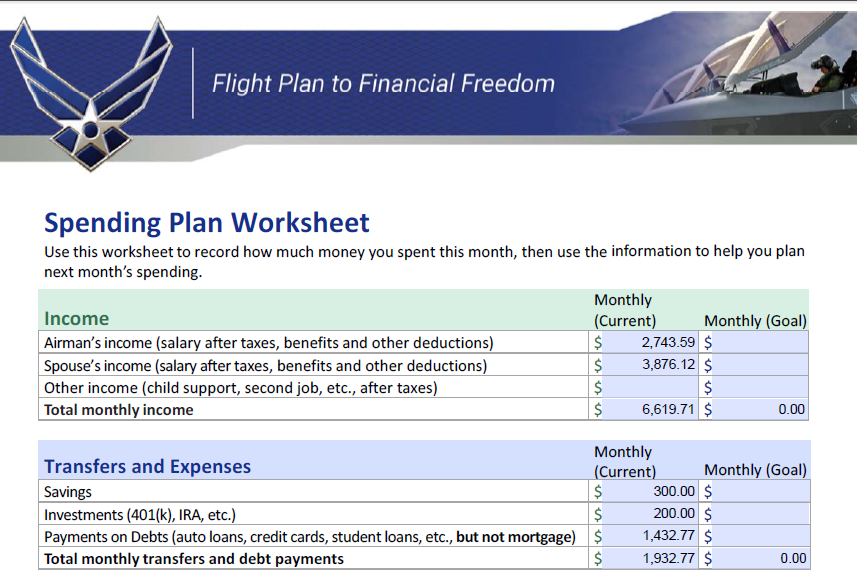 Flight Plan to Financial Freedom
Spending Plan Worksheet
Use this worksheet to record how much money you spent this month, then use the information to help you plan
next month's spending.
Monthly
Income (Current) Monthly (Goal)
Airman's income (salary after taxes, benefits and other deductions) $ 2,743.59 $
Spouse's income (salary after taxes, benefits and other deductions) $ 3,876.12 $
Other income (child support, second job, etc., after taxes) $ $
Total monthly income $ 6,619.71 $ 0.00
Monthly
Transfers and Expenses (Current) Monthly (Goal)
Savings $ 300.00 $
Investments (401(k), IRA, etc.) $ 200.00 $
Payments on Debts (auto loans, credit cards, student loans, etc., but not mortgage) $ 1,432.77 $
Total monthly transfers and debt payments $ 1,932.77 $ 0.00